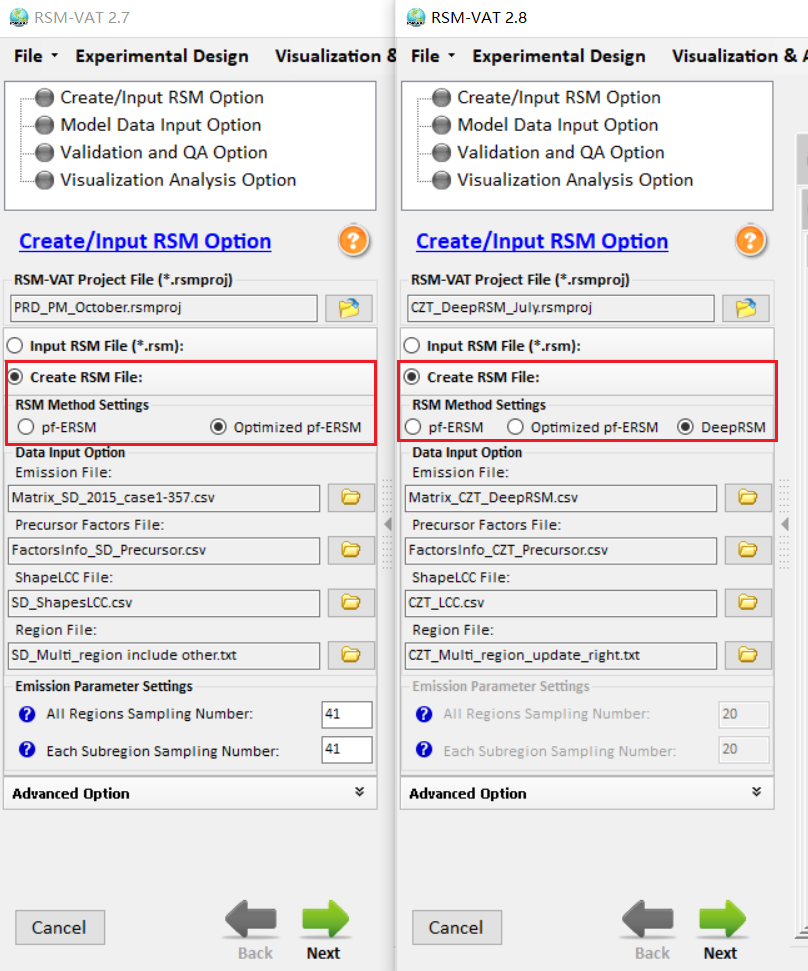 RSM-VAT 2.7
File Experimental Design Visualization &
Create/Input RSM Option
Model Data Input Option
Validation and QA Option
Visualization Analysis Option
Create/Input RSM Option ?
RSM-VAT Project File (*.rsmproj)
PRD_PM_October.rsmproj
Input RSM File (*.rsm):
Create RSM File:
RSM Method Settings
pf-ERSM Optimized pf-ERSM
Data Input Option
Emission File:
Matrix_SD_2015_case1-357.csv
Precursor Factors File:
FactorsInfo_SD_Precursor.csv
ShapeLCC File:
SD_ShapesLCC.csv
Region File:
SD_Multi_region include other.txt
Emission Parameter Settings
? All Regions Sampling Number: 41
? Each Subregion Sampling Number: 41
Advanced Option
Cancel Back Next
RSM-VAT 2.8
File Experimental Design Visualization & A
Create/Input RSM Option
Model Data Input Option
Validation and QA Option
Visualization Analysis Option
Create/Input RSM Option ?
RSM-VAT Project File (*.rsmproj)
CZT_DeepRSM_July.rsmproj
Input RSM File (*.rsm):
Create RSM File:
RSM Method Settings
pf-ERSM Optimized pf-ERSM DeepRSM
Data Input Option
Emission File:
Matrix_CZT_DeepRSM.csv
Precursor Factors File:
FactorsInfo_CZT_Precursor.csv
ShapeLCC File:
CZT_LCC.csv
Region File:
CZT_Multi_region_update_right.txt
Emission Parameter Settings
? All Regions Sampling Number: 20
? Each Subregion Sampling Number: 20
Advanced Option
Cancel Back Next